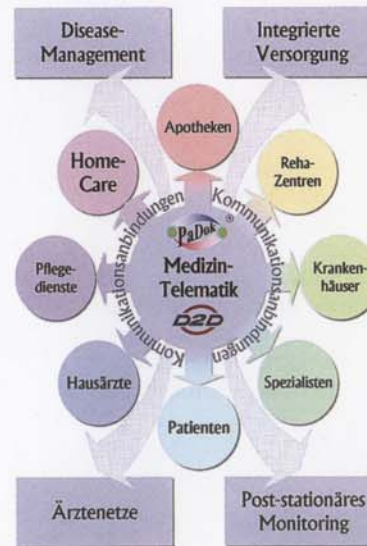 Disease-
Management
Integrierte
Versorgung
Apotheken
Home-
Care
Reha-
Zentren
Kommunikationsanbindungen
Kommunikationsanbindungen
PaDok ®
Medizin-
Telematik
D2D
Pflege-
dienste
Kranken-
häuser
Hausärzte
Spezialisten
Patienten
Ärztenetze
Post-stationäres
Monitoring